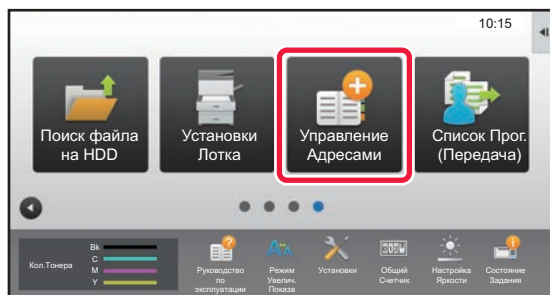 10:15
Поиск файла
на HDD
Установки
Лотка
Управление
Адресами
Список Прог.
(Передача)
Кол.Тонера
Bk
C
M
Y
Руководство
по
эксплуатации
Режим
Увелич.
Показа
Установки
Общий
Счетчик
Настройка
Яркости
Состояние
Задания